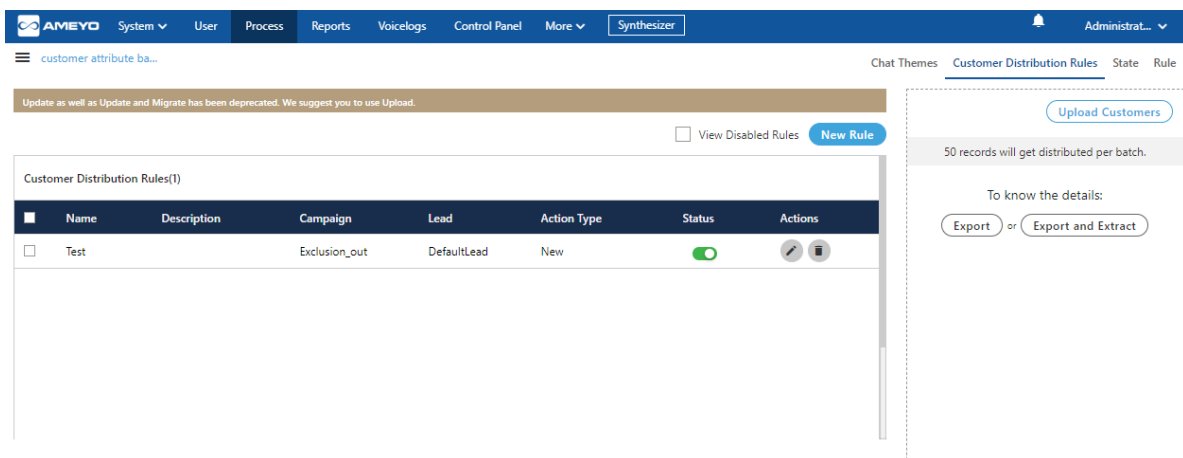 AMEYO System User Process Reports Voicelogs Control Panel More Synthesizer Administrat...
customer attribute ba... Chat Themes Customer Distribution Rules State Rule
Update as well as Update and Migrate has been deprecated. We suggest you to use Upload.
Upload Customers
View Disabled Rules New Rule
50 records will get distributed per batch.
Customer Distribution Rules(1)
To know the details:
Name Description Campaign Lead Action Type Status Actions
Export or Export and Extract
Test Exclusion_out DefaultLead New